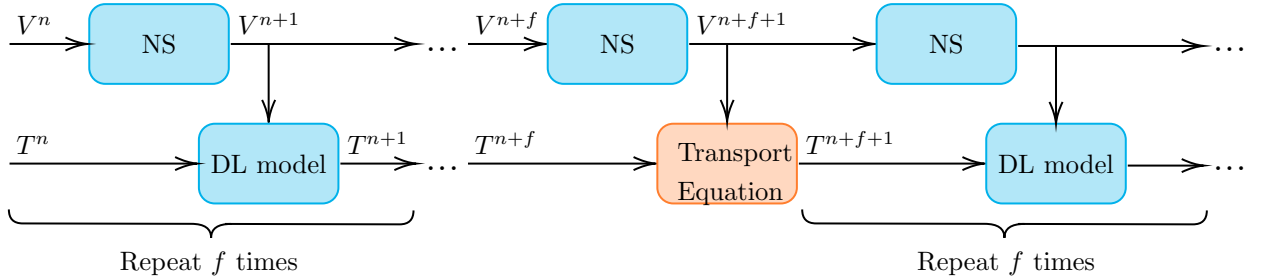 V^n NS V^{n+1} ... V^{n+f} NS V^{n+f+1} NS ...
T^n DL model T^{n+1} ... T^{n+f} Transport Equation T^{n+f+1} DL model ...
Repeat f times Repeat f times